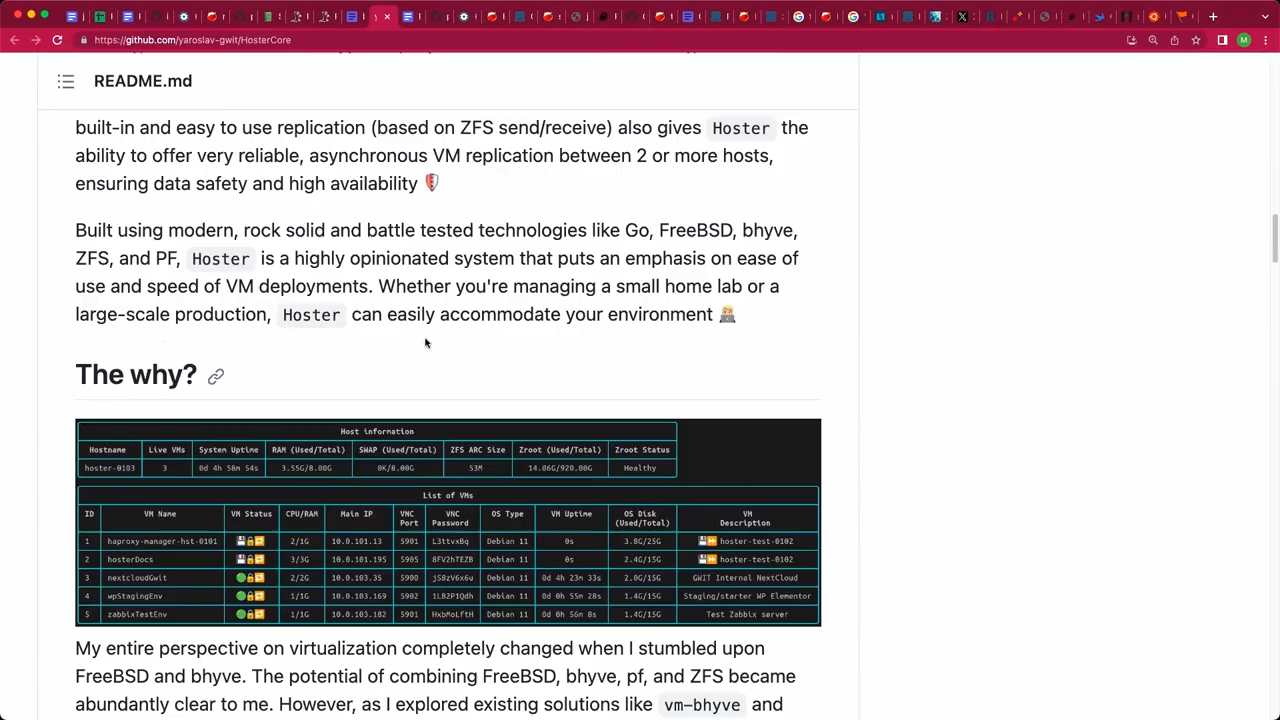 https://github.com/yaroslav-gwit/HosterCore
M
README.md
built-in and easy to use replication (based on ZFS send/receive) also gives Hoster the
ability to offer very reliable, asynchronous VM replication between 2 or more hosts,
ensuring data safety and high availability
Built using modern, rock solid and battle tested technologies like Go, FreeBSD, bhyve,
ZFS, and PF, Hoster is a highly opinionated system that puts an emphasis on ease of
use and speed of VM deployments. Whether you're managing a small home lab or a
large-scale production, Hoster can easily accommodate your environment
The why?
Host information
Hostname Live VMs System Uptime RAM (Used/Total) SWAP (Used/Total) ZFS ARC Size Zroot (Used/Total) Zroot Status
hoster-0103 3 0d 4h 58m 54s 3.55G/8.00G 0K/8.00G 53M 14.06G/920.00G Healthy
List of VMs
ID VM Name VM Status CPU/RAM Main IP VNC Port VNC Password OS Type VM Uptime OS Disk (Used/Total) VM Description
1 haproxy-manager-hst-0101 2/1G 10.0.101.13 5901 L3ttvxBq Debian 11 0s 3.8G/25G hoster-test-0102
2 hosterDocs 3/3G 10.0.101.195 5905 8FV2hTEZB Debian 11 0s 2.4G/15G hoster-test-0102
3 nextcloudGwit 2/2G 10.0.103.35 5900 jS8zV6x6u Debian 11 0d 4h 23m 33s 2.0G/15G GWIT Internal NextCloud
4 wpStagingEnv 1/1G 10.0.103.169 5902 1LB2P1Qdh Debian 11 0d 0h 55m 28s 1.4G/15G Staging/starter WP Elementor
5 zabbixTestEnv 1/1G 10.0.103.182 5901 HxbMoLftH Debian 11 0d 0h 56m 8s 1.4G/15G Test Zabbix server
My entire perspective on virtualization completely changed when I stumbled upon
FreeBSD and bhyve. The potential of combining FreeBSD, bhyve, pf, and ZFS became
abundantly clear to me. However, as I explored existing solutions like vm-bhyve and